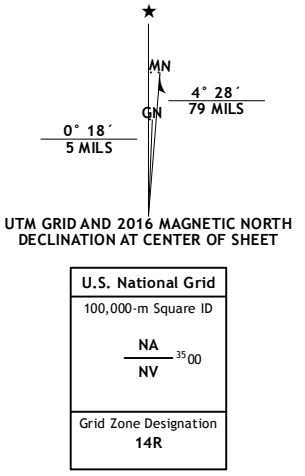 ★
MN
4° 28´
79 MILS
GN
0° 18´
5 MILS
UTM GRID AND 2016 MAGNETIC NORTH
DECLINATION AT CENTER OF SHEET
U.S. National Grid
100,000-m Square ID
NA
³⁵00
NV
Grid Zone Designation
14R